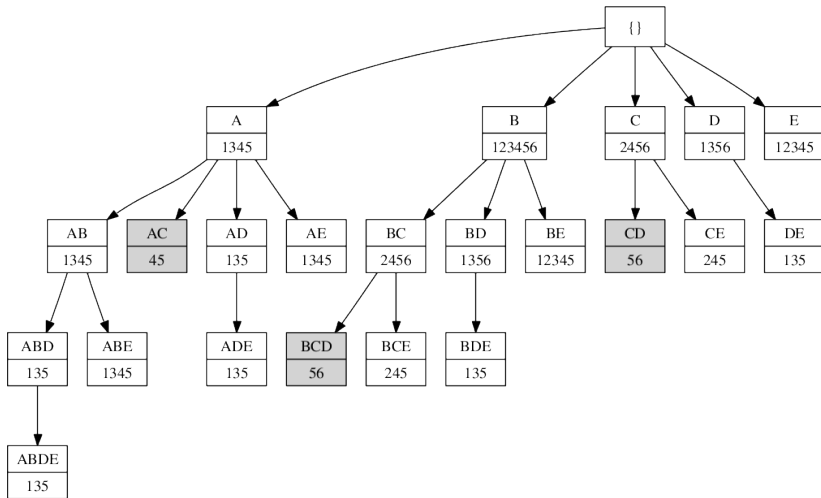 { }
A B C D E
1345 123456 2456 1356 12345
AB AC AD AE BC BD BE CD CE DE
1345 45 135 1345 2456 1356 12345 56 245 135
ABD ABE ADE BCD BCE BDE
135 1345 135 56 245 135
ABDE
135